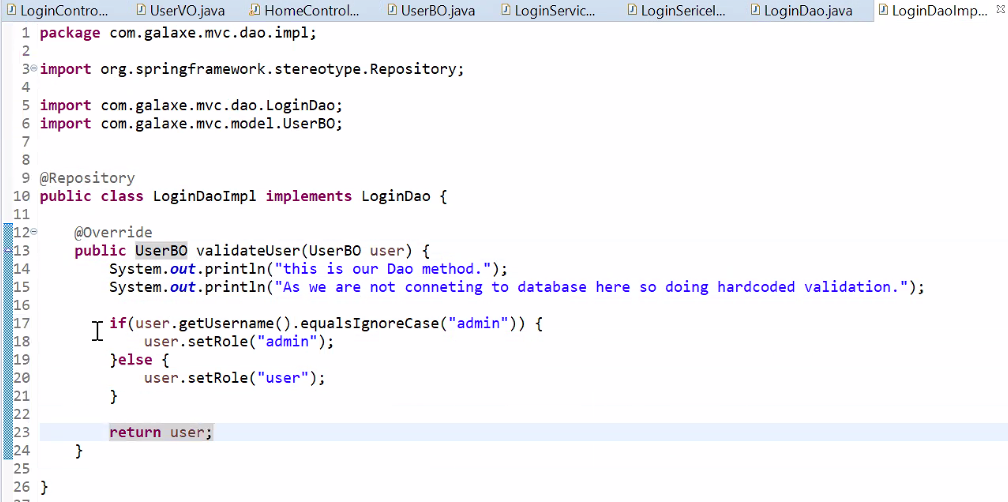 LoginContro... UserVO.java HomeControl... UserBO.java LoginServic... LoginSericeI... LoginDao.java LoginDaoImp...
1 package com.galaxe.mvc.dao.impl;
2
3 import org.springframework.stereotype.Repository;
4
5 import com.galaxe.mvc.dao.LoginDao;
6 import com.galaxe.mvc.model.UserBO;
7
8
9 @Repository
10 public class LoginDaoImpl implements LoginDao {
11
12 @Override
13 public UserBO validateUser(UserBO user) {
14 System.out.println("this is our Dao method.");
15 System.out.println("As we are not conneting to database here so doing hardcoded validation.");
16
17 if(user.getUsername().equalsIgnoreCase("admin")) {
18 user.setRole("admin");
19 }else {
20 user.setRole("user");
21 }
22
23 return user;
24 }
25
26 }
27